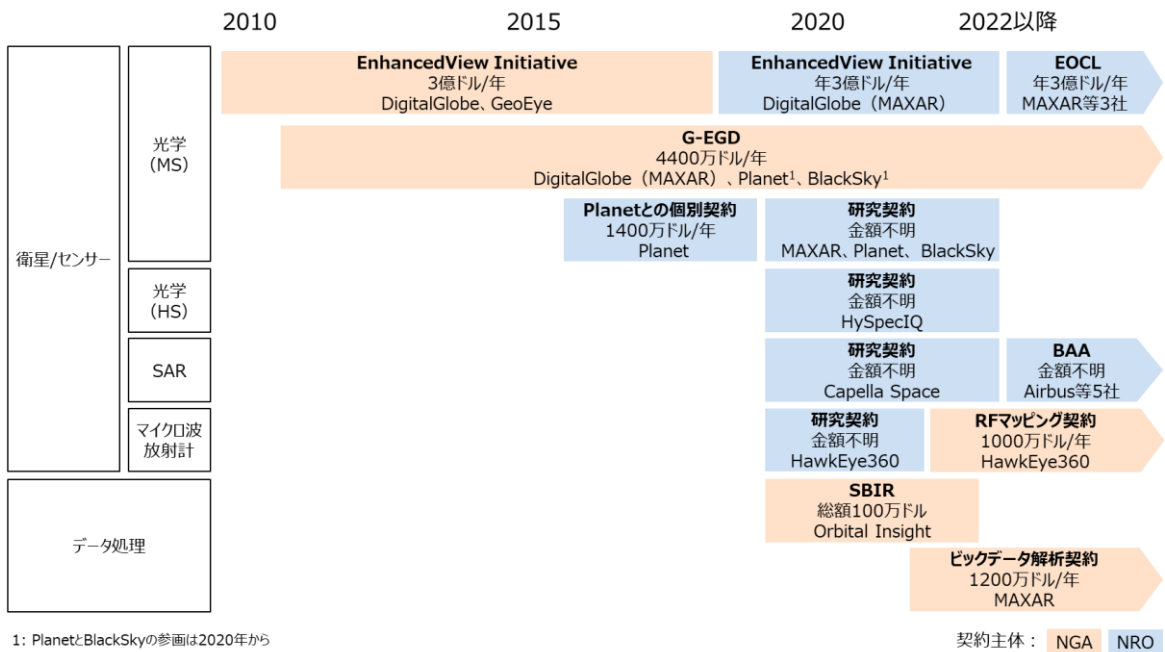 2010
2015
2020
2022以降
衛星/センサー
光学
(MS)
EnhancedView Initiative
3億ドル/年
DigitalGlobe、GeoEye
EnhancedView Initiative
年3億ドル/年
DigitalGlobe（MAXAR）
EOCL
年3億ドル/年
MAXAR等3社
G-EGD
4400万ドル/年
DigitalGlobe（MAXAR）、Planet¹、BlackSky¹
Planetとの個別契約
1400万ドル/年
Planet
研究契約
金額不明
MAXAR、Planet、BlackSky
光学
(HS)
研究契約
金額不明
HySpecIQ
SAR
研究契約
金額不明
Capella Space
BAA
金額不明
Airbus等5社
マイクロ波
放射計
研究契約
金額不明
HawkEye360
RFマッピング契約
1000万ドル/年
HawkEye360
データ処理
SBIR
総額100万ドル
Orbital Insight
ビックデータ解析契約
1200万ドル/年
MAXAR
1: PlanetとBlackSkyの参画は2020年から
契約主体： NGA NRO